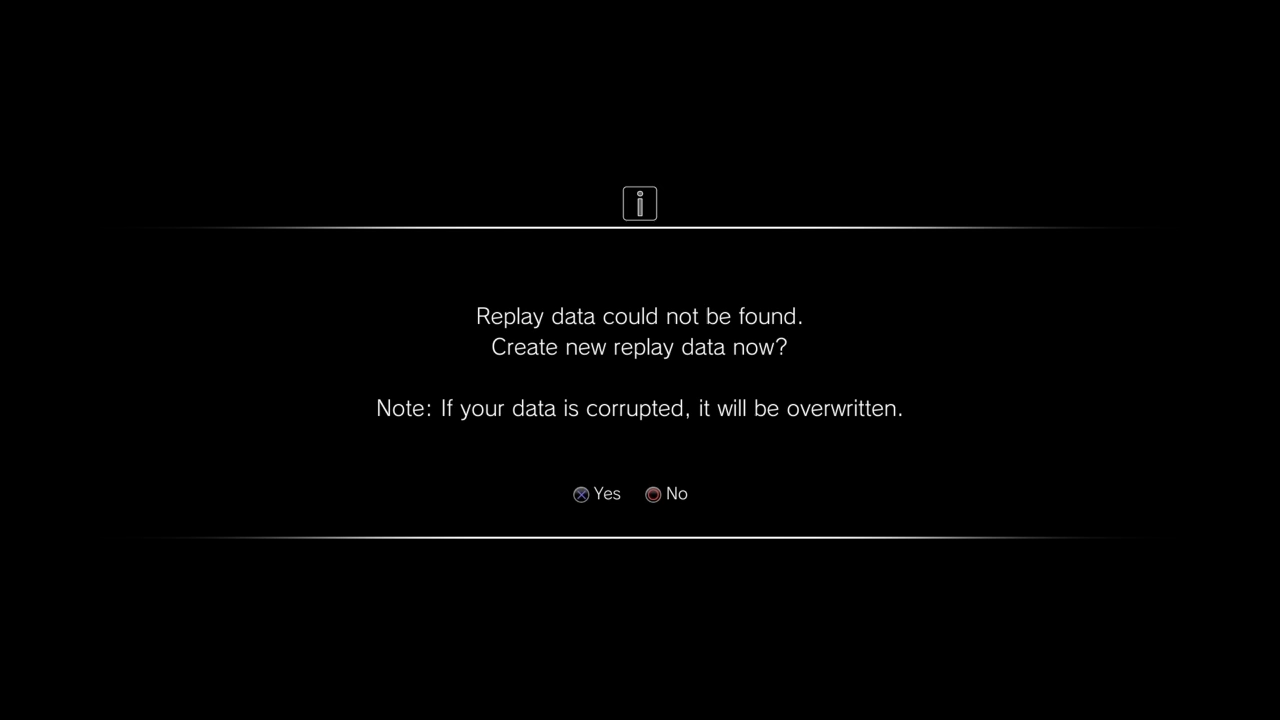 Replay data could not be found.
Create new replay data now?
Note: If your data is corrupted, it will be overwritten.
Yes No